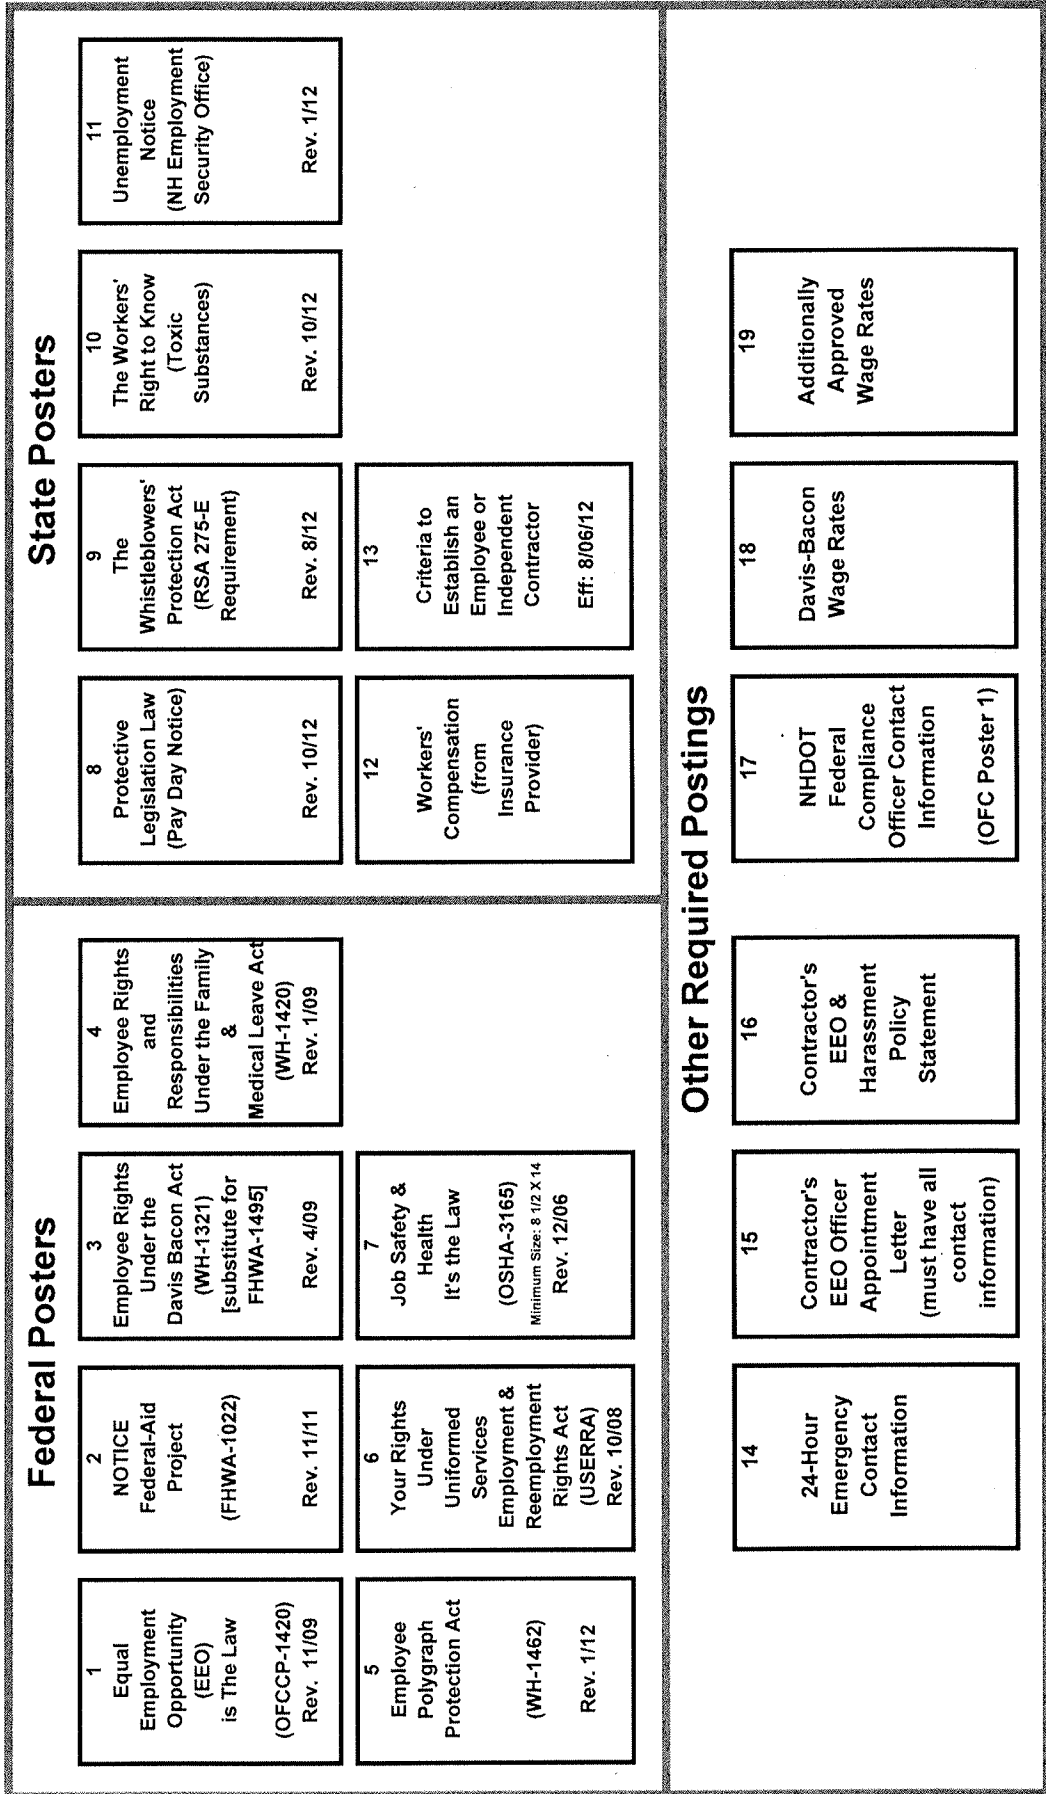 Federal Posters
1
Equal
Employment
Opportunity
(EEO)
is The Law
(OFCCP-1420)
Rev. 11/09
2
NOTICE
Federal-Aid
Project
(FHWA-1022)
Rev. 11/11
3
Employee Rights
Under the
Davis Bacon Act
(WH-1321)
[substitute for
FHWA-1495]
Rev. 4/09
4
Employee Rights
and
Responsibilities
Under the Family
&
Medical Leave Act
(WH-1420)
Rev. 1/09
5
Employee
Polygraph
Protection Act
(WH-1462)
Rev. 1/12
6
Your Rights
Under
Uniformed
Services
Employment &
Reemployment
Rights Act
(USERRA)
Rev. 10/08
7
Job Safety &
Health
It's the Law
(OSHA-3165)
Minimum Size: 8 1/2 X 14
Rev. 12/06
State Posters
8
Protective
Legislation Law
(Pay Day Notice)
Rev. 10/12
9
The
Whistleblowers'
Protection Act
(RSA 275-E
Requirement)
Rev. 8/12
10
The Workers'
Right to Know
(Toxic
Substances)
Rev. 10/12
11
Unemployment
Notice
(NH Employment
Security Office)
Rev. 1/12
12
Workers'
Compensation
(from
Insurance
Provider)
13
Criteria to
Establish an
Employee or
Independent
Contractor
Eff: 8/06/12
Other Required Postings
14
24-Hour
Emergency
Contact
Information
15
Contractor's
EEO Officer
Appointment
Letter
(must have all
contact
information)
16
Contractor's
EEO &
Harassment
Policy
Statement
17
NHDOT
Federal
Compliance
Officer Contact
Information
(OFC Poster 1)
18
Davis-Bacon
Wage Rates
19
Additionally
Approved
Wage Rates